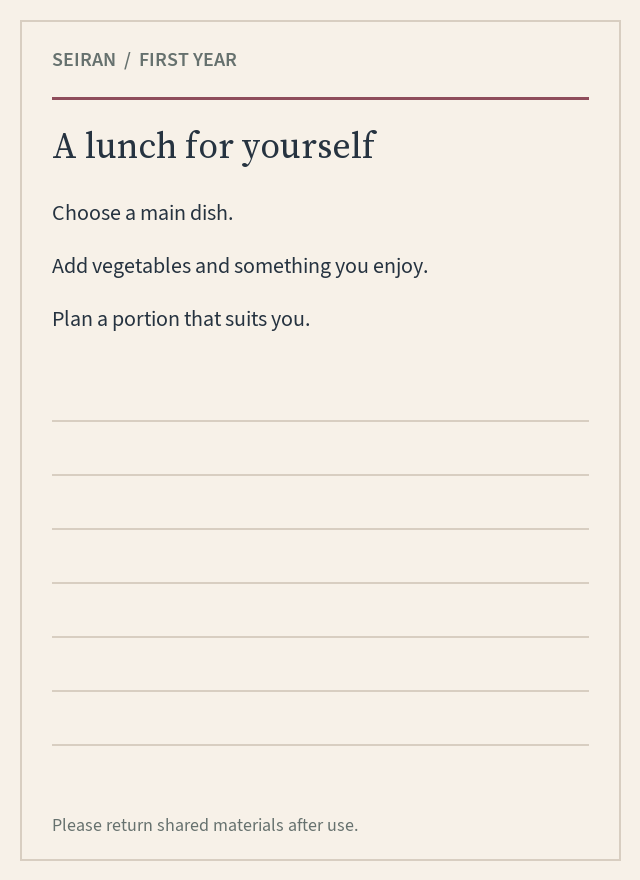 SEIRAN / FIRST YEAR
A lunch for yourself
Choose a main dish.
Add vegetables and something you enjoy.
Plan a portion that suits you.
Please return shared materials after use.